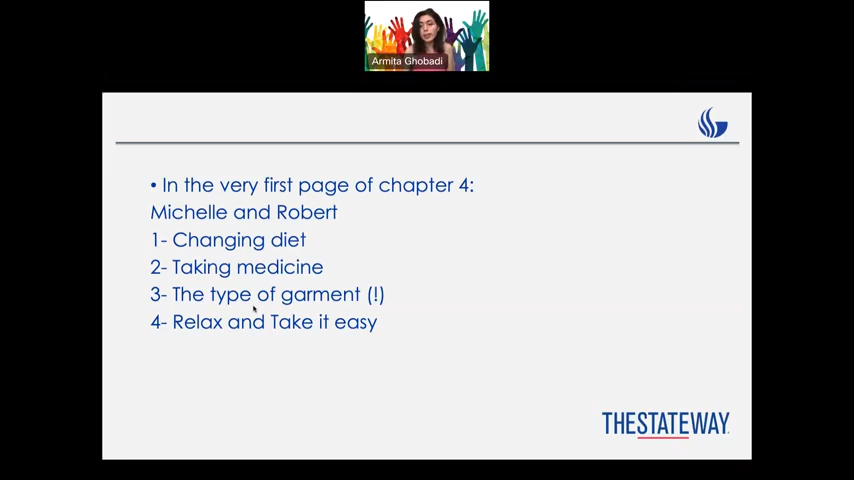 Armita Ghobadi
• In the very first page of chapter 4:
Michelle and Robert
1- Changing diet
2- Taking medicine
3- The type of garment (!)
4- Relax and Take it easy
THESTATEWAY.